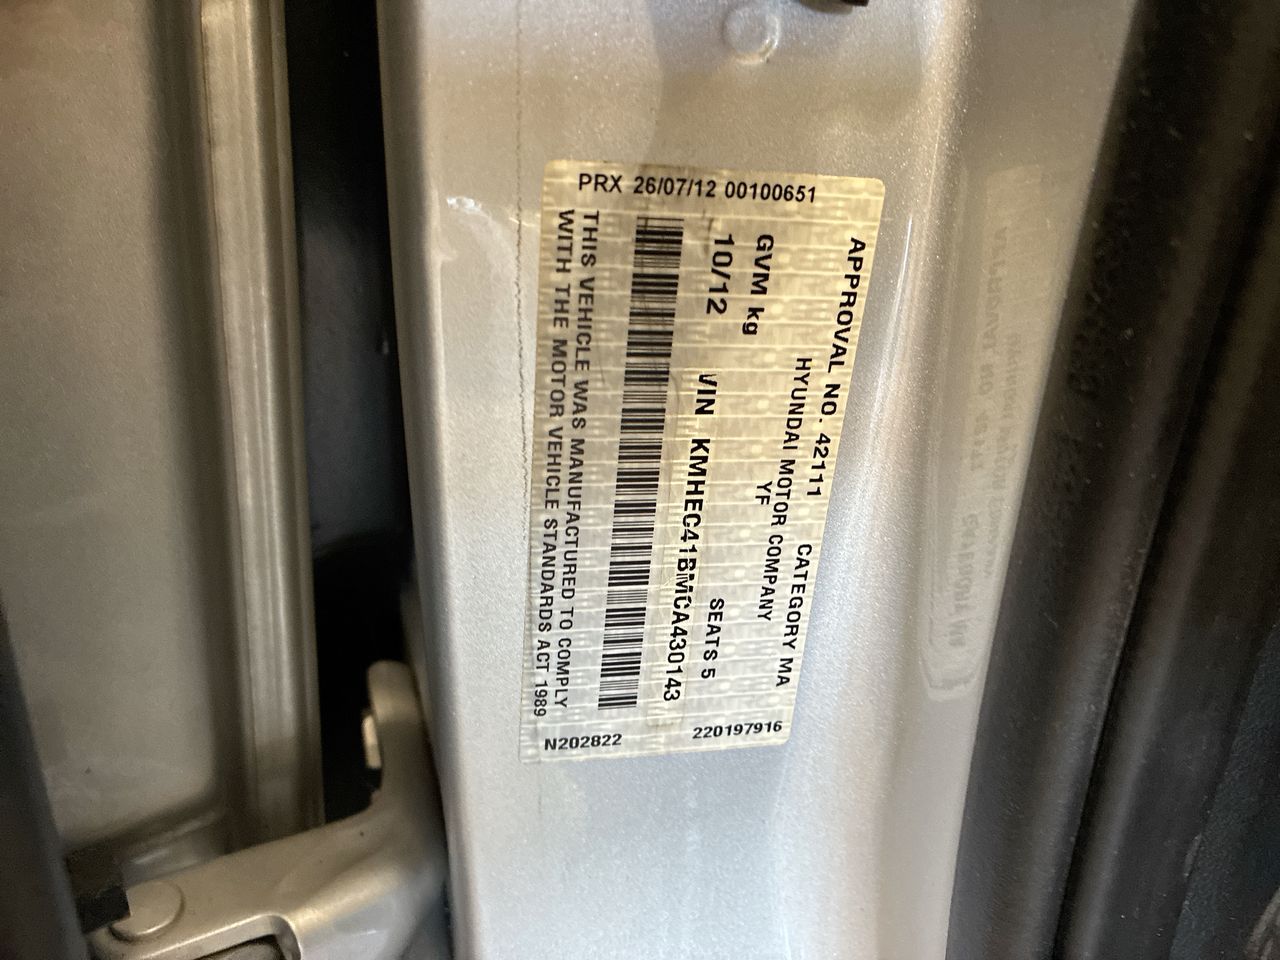 PRX 26/07/12 00100651
APPROVAL NO. 42111 CATEGORY MA
HYUNDAI MOTOR COMPANY
GVM kg YF
10/12 SEATS 5
VIN KMHEC41BMCA430143
THIS VEHICLE WAS MANUFACTURED TO COMPLY
WITH THE MOTOR VEHICLE STANDARDS ACT 1989
N202822 220197916